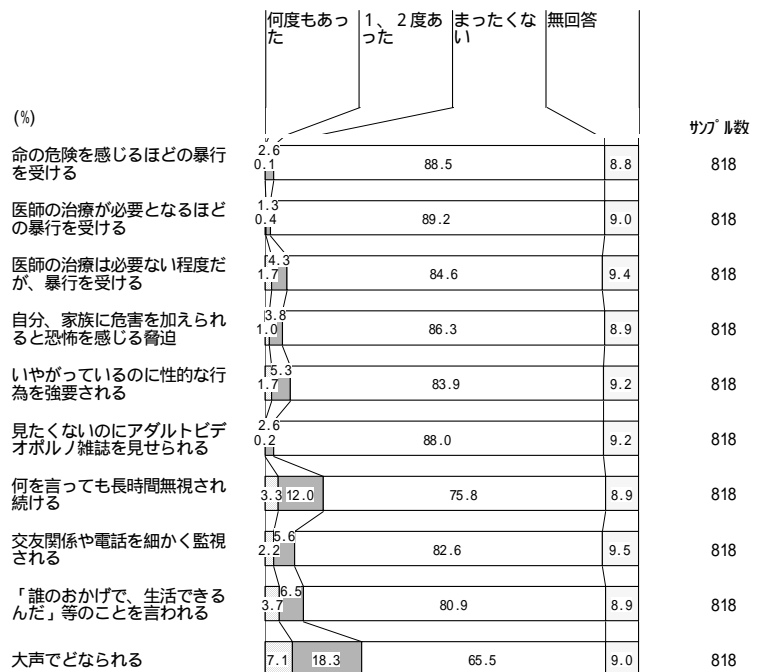 何度もあっ
た
１、２度あ
った
まったくな
い
無回答
(%)
ｻﾝﾌﾟﾙ数
命の危険を感じるほどの暴行
を受ける
2.6
0.1
88.5
8.8
818
医師の治療が必要となるほど
の暴行を受ける
1.3
0.4
89.2
9.0
818
医師の治療は必要ない程度だ
が、暴行を受ける
4.3
1.7
84.6
9.4
818
自分、家族に危害を加えられ
ると恐怖を感じる脅迫
3.8
1.0
86.3
8.9
818
いやがっているのに性的な行
為を強要される
5.3
1.7
83.9
9.2
818
見たくないのにアダルトビデ
オポルノ雑誌を見せられる
2.6
0.2
88.0
9.2
818
何を言っても長時間無視され
続ける
3.3 12.0 75.8 8.9
818
交友関係や電話を細かく監視
される
5.6
2.2
82.6
9.5
818
「誰のおかげで、生活できる
んだ」等のことを言われる
6.5
3.7
80.9
8.9
818
大声でどなられる
7.1 18.3 65.5 9.0
818